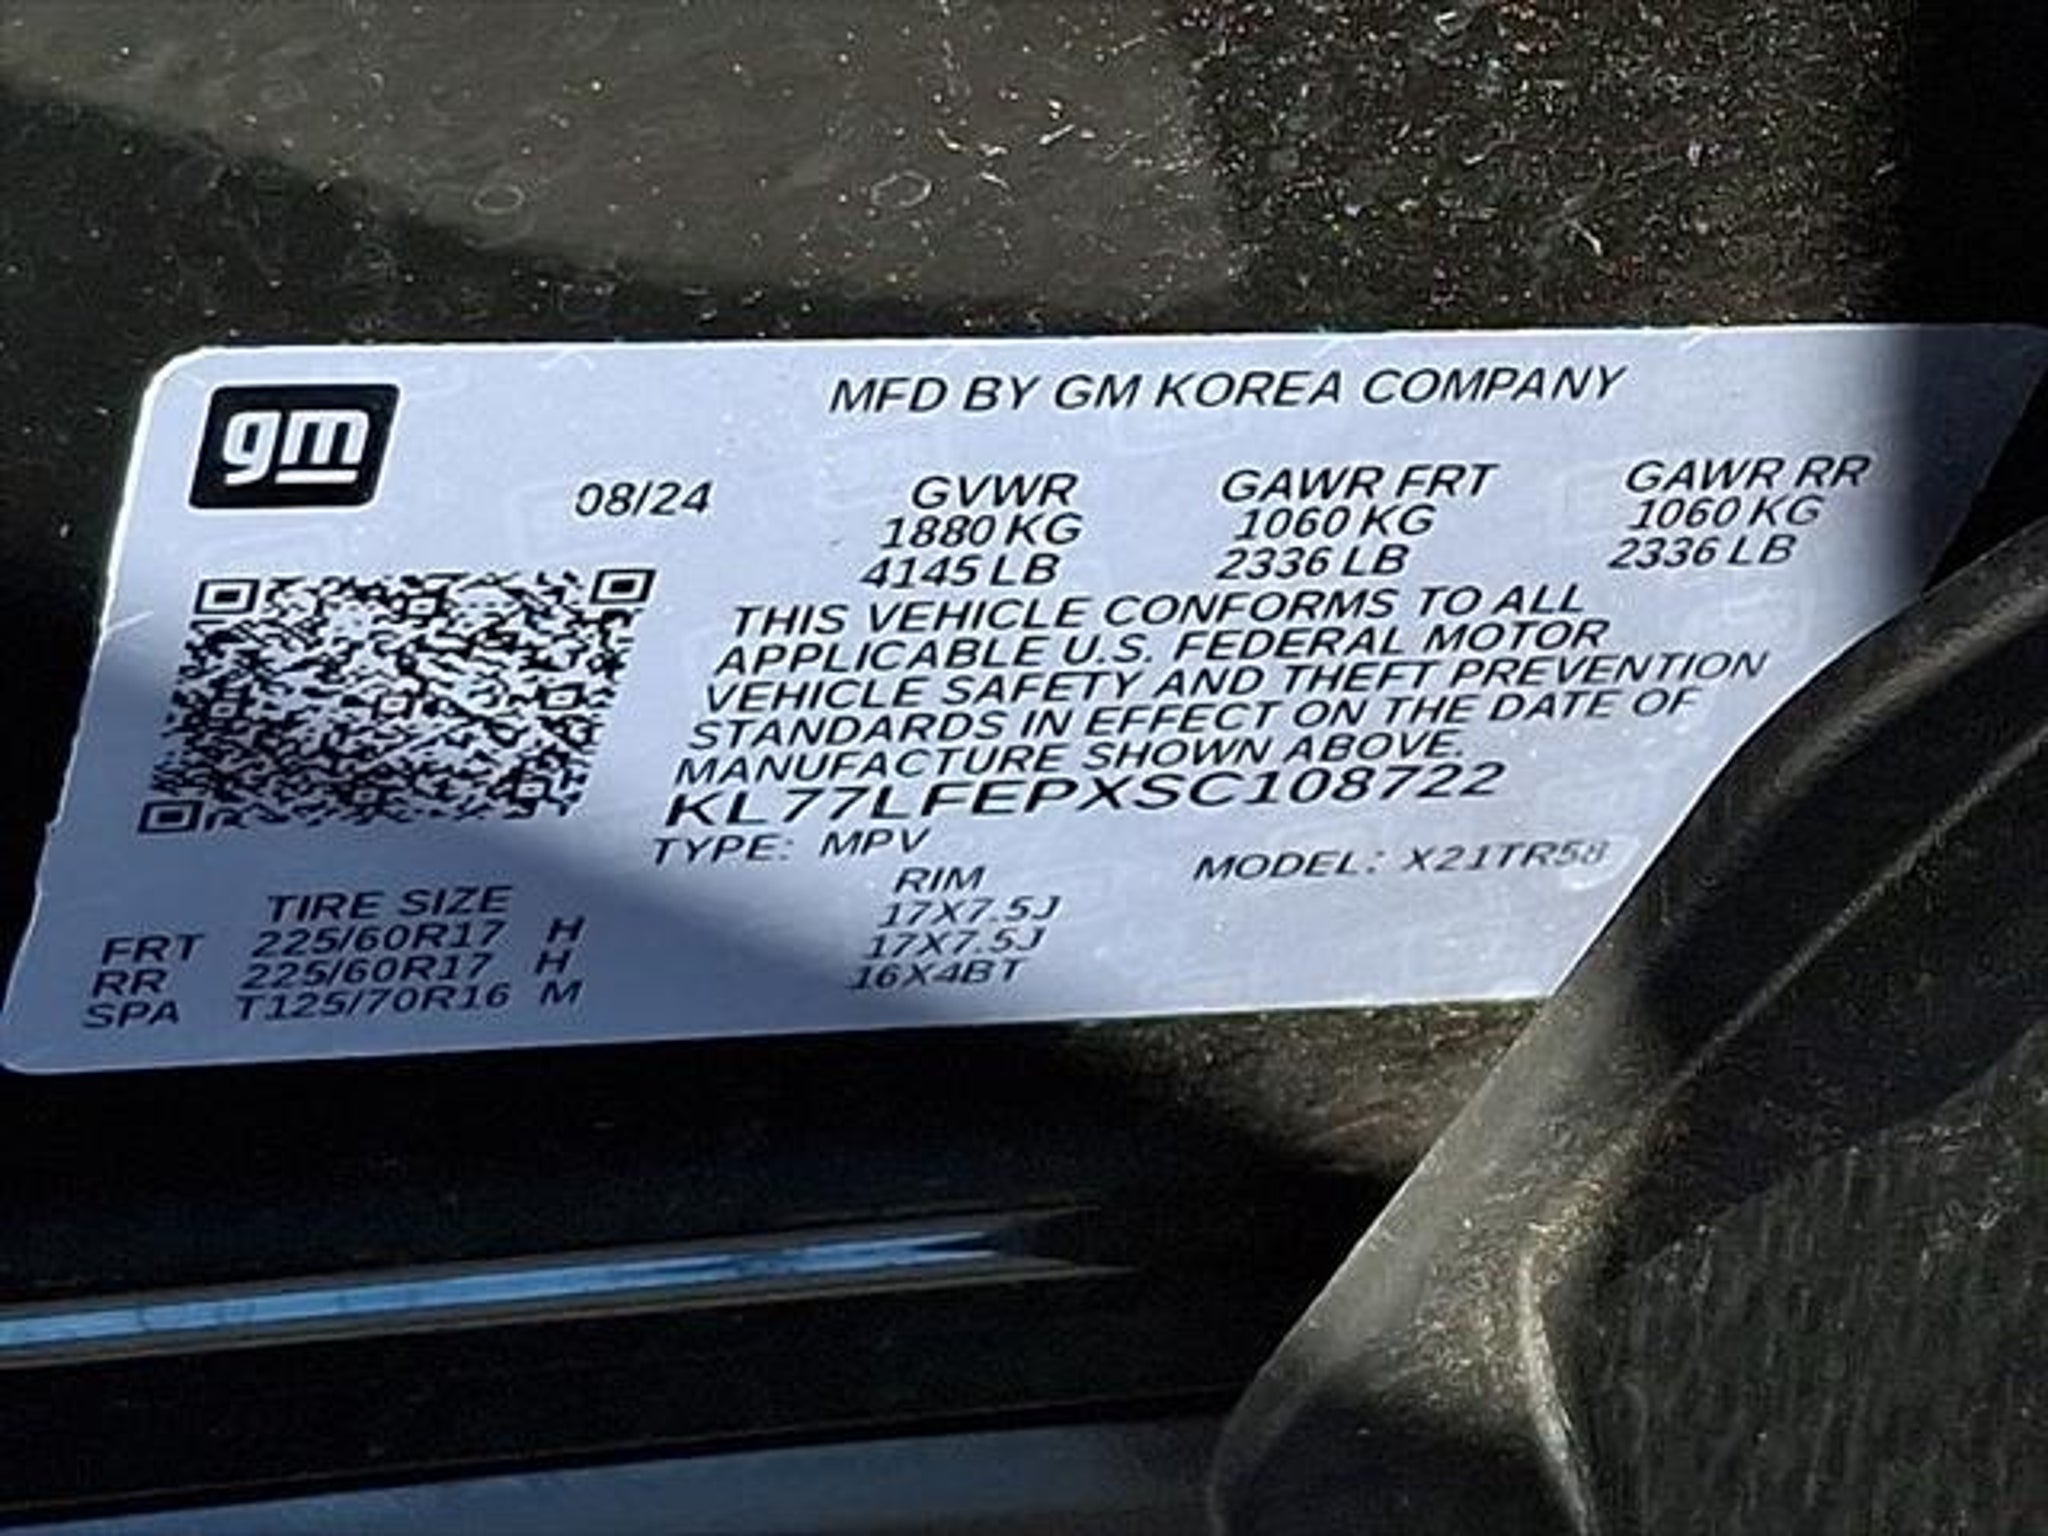 gm
MFD BY GM KOREA COMPANY
08/24
GVWR GAWR FRT GAWR RR
1880 KG 1060 KG 1060 KG
4145 LB 2336 LB 2336 LB
THIS VEHICLE CONFORMS TO ALL
APPLICABLE U.S. FEDERAL MOTOR
VEHICLE SAFETY AND THEFT PREVENTION
STANDARDS IN EFFECT ON THE DATE OF
MANUFACTURE SHOWN ABOVE.
KL77LFEPXSC108722
TYPE: MPV MODEL: X21TR58
TIRE SIZE RIM
FRT 225/60R17 H 17X7.5J
RR 225/60R17 H 17X7.5J
SPA T125/70R16 M 16X4BT